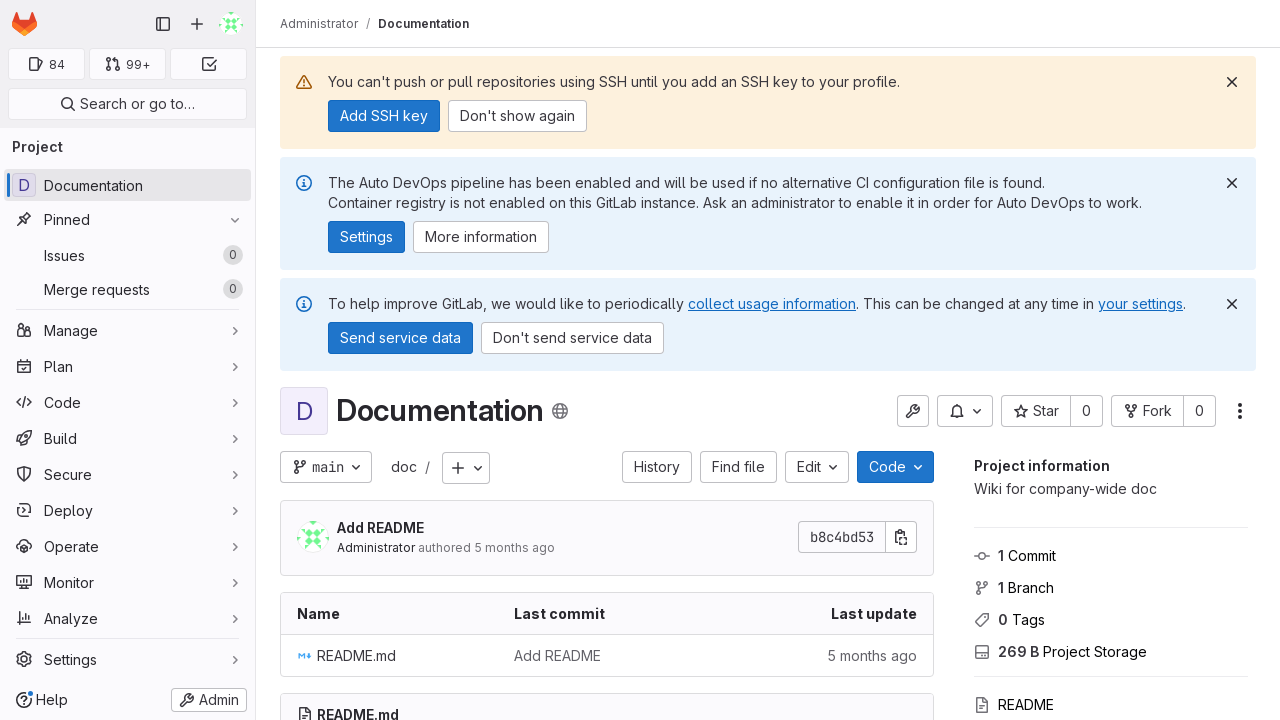 Administrator / Documentation
84
99+
Search or go to…
Project
D Documentation
Pinned
Issues 0
Merge requests 0
Manage
Plan
Code
Build
Secure
Deploy
Operate
Monitor
Analyze
Settings
Help
Admin
You can't push or pull repositories using SSH until you add an SSH key to your profile.
Add SSH key Don't show again
The Auto DevOps pipeline has been enabled and will be used if no alternative CI configuration file is found.
Container registry is not enabled on this GitLab instance. Ask an administrator to enable it in order for Auto DevOps to work.
Settings More information
To help improve GitLab, we would like to periodically collect usage information. This can be changed at any time in your settings.
Send service data Don't send service data
D Documentation
Star 0 Fork 0
main doc / History Find file Edit Code
Add README
Administrator authored 5 months ago
b8c4bd53
Name Last commit Last update
README.md Add README 5 months ago
README.md
Project information
Wiki for company-wide doc
1 Commit
1 Branch
0 Tags
269 B Project Storage
README